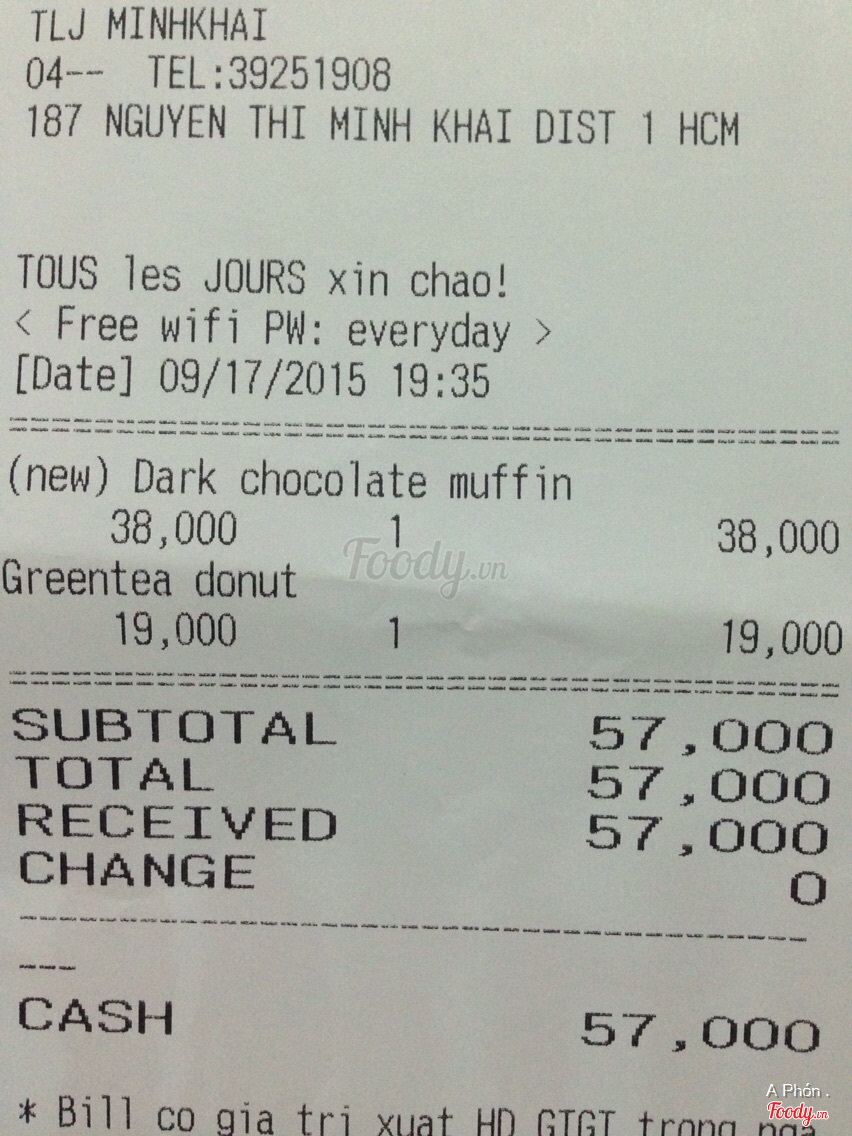 TLJ MINHKHAI
04-- TEL:39251908
187 NGUYEN THI MINH KHAI DIST 1 HCM
TOUS les JOURS xin chao!
< Free wifi PW: everyday >
[Date] 09/17/2015 19:35
(new) Dark chocolate muffin
38,000 1 38,000
Foody.vn
Greentea donut
19,000 1 19,000
SUBTOTAL 57,000
TOTAL 57,000
RECEIVED 57,000
CHANGE 0
CASH 57,000
A Phón .
Foody.vn
* Bill co gia tri xuat HD GTGT trong